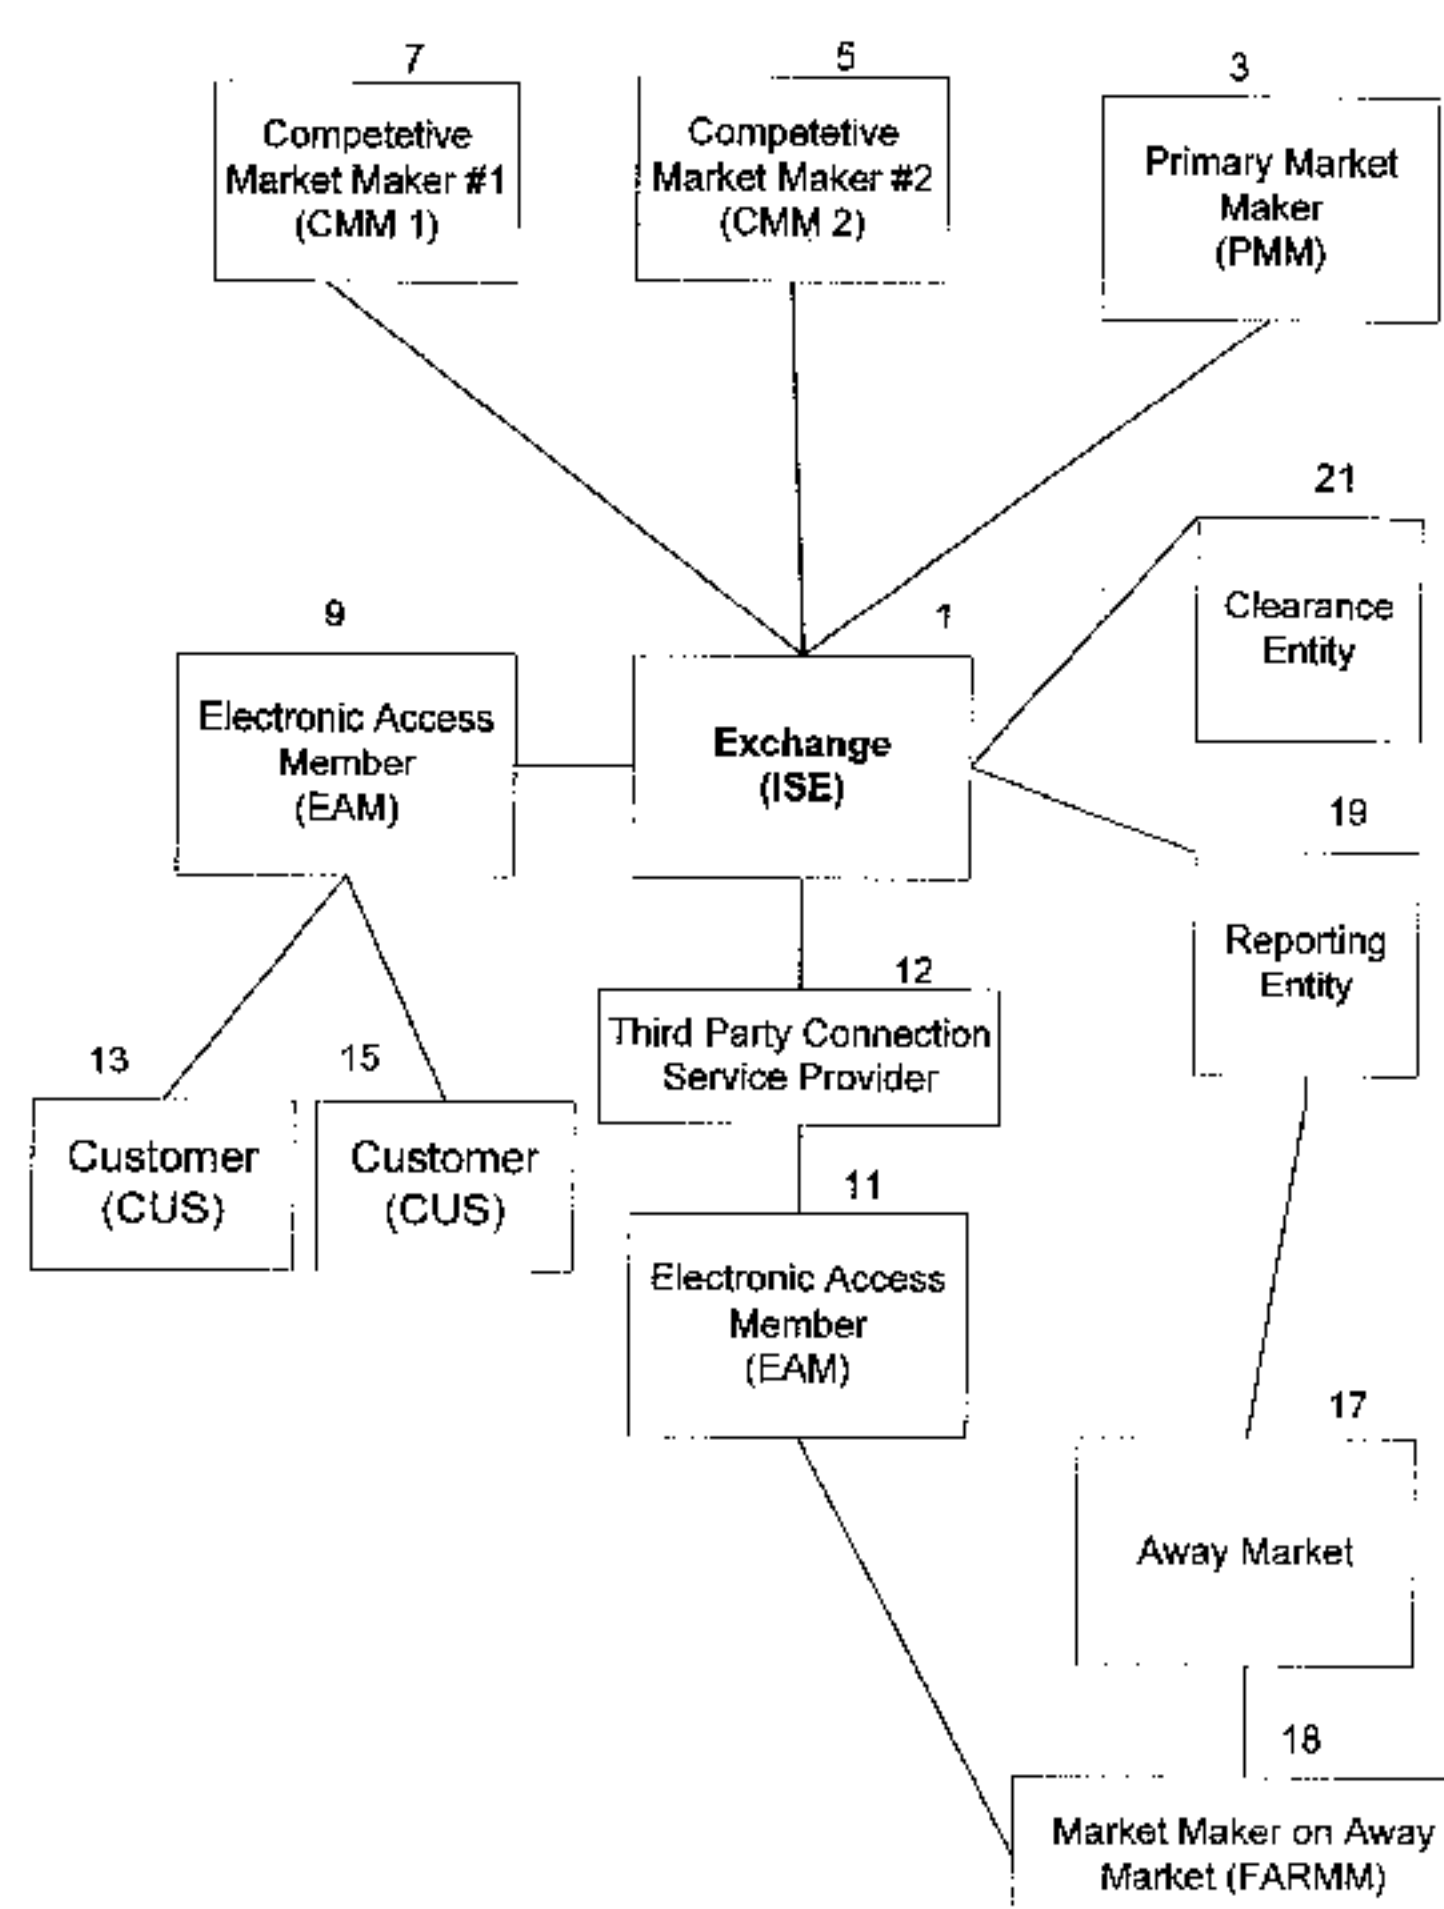 7
5
3
Competetive
Market Maker #1
(CMM 1)
Competetive
Market Maker #2
(CMM 2)
Primary Market
Maker
(PMM)
21
Clearance
Entity
9
1
Electronic Access
Member
(EAM)
Exchange
(ISE)
19
Reporting
Entity
12
Third Party Connection
Service Provider
13
15
Customer
(CUS)
Customer
(CUS)
11
Electronic Access
Member
(EAM)
17
Away Market
18
Market Maker on Away
Market (FARMM)